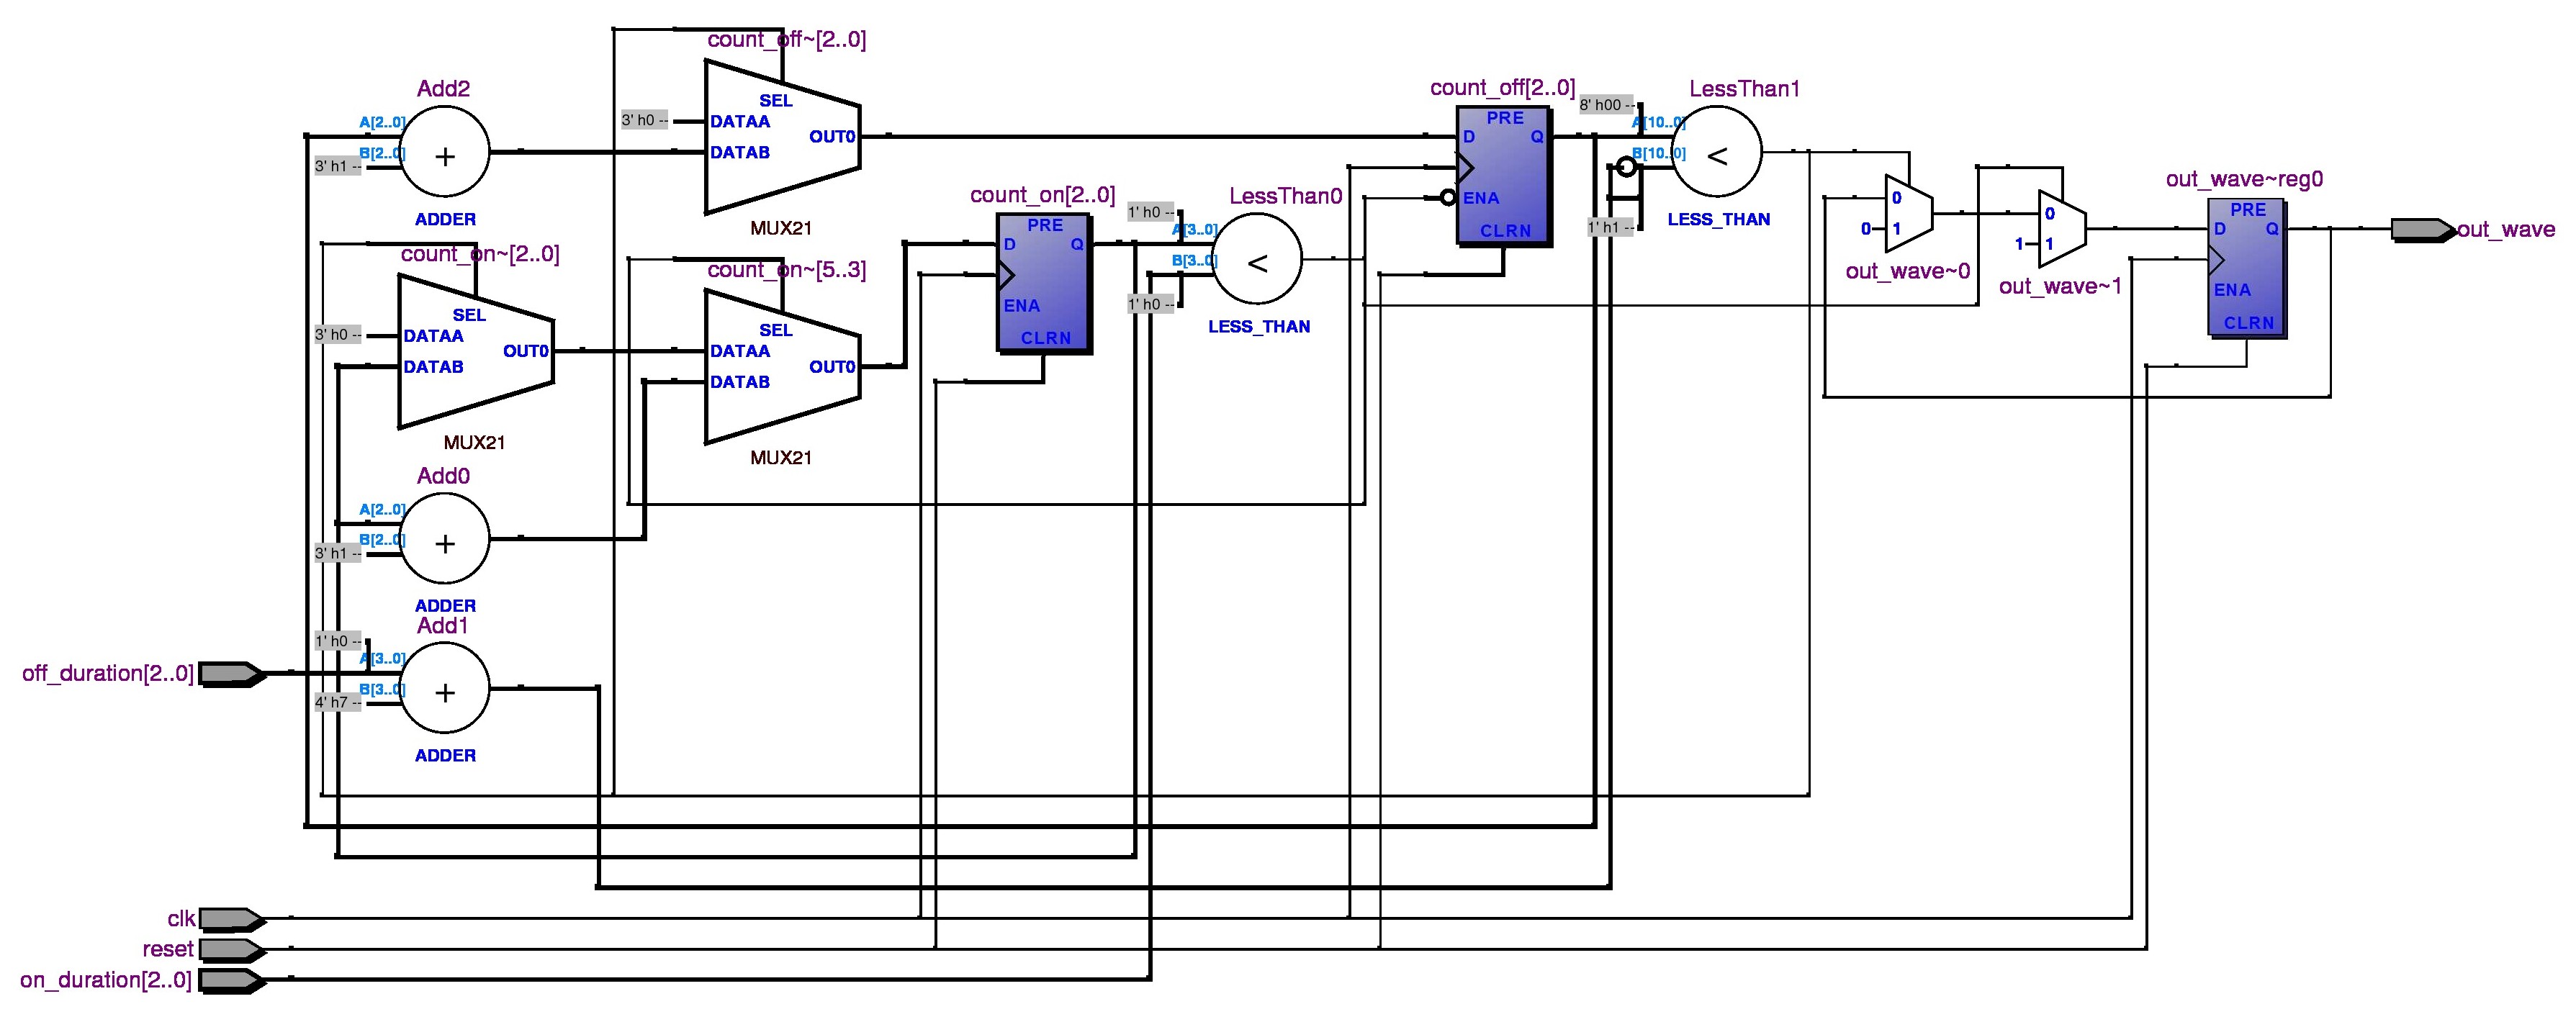 count_off~[2..0]
SEL
3' h0 --
DATAA
DATAB
OUT0
MUX21
Add2
A[2..0]
B[2..0]
3' h1 --
+
ADDER
count_on~[2..0]
SEL
3' h0 --
DATAA
DATAB
OUT0
MUX21
count_on~[5..3]
SEL
DATAA
DATAB
OUT0
MUX21
Add0
A[2..0]
B[2..0]
3' h1 --
+
ADDER
Add1
1' h0 --
A[3..0]
B[3..0]
4' h7 --
+
ADDER
count_on[2..0]
PRE
D
Q
ENA
CLRN
LessThan0
1' h0 --
A[3..0]
B[3..0]
1' h0 --
<
LESS_THAN
count_off[2..0]
PRE
D
Q
ENA
CLRN
LessThan1
8' h00 --
A[10..0]
B[10..0]
1' h1 --
<
LESS_THAN
0
0
1
out_wave~0
0
1
1
out_wave~1
out_wave~reg0
PRE
D
Q
ENA
CLRN
out_wave
off_duration[2..0]
clk
reset
on_duration[2..0]